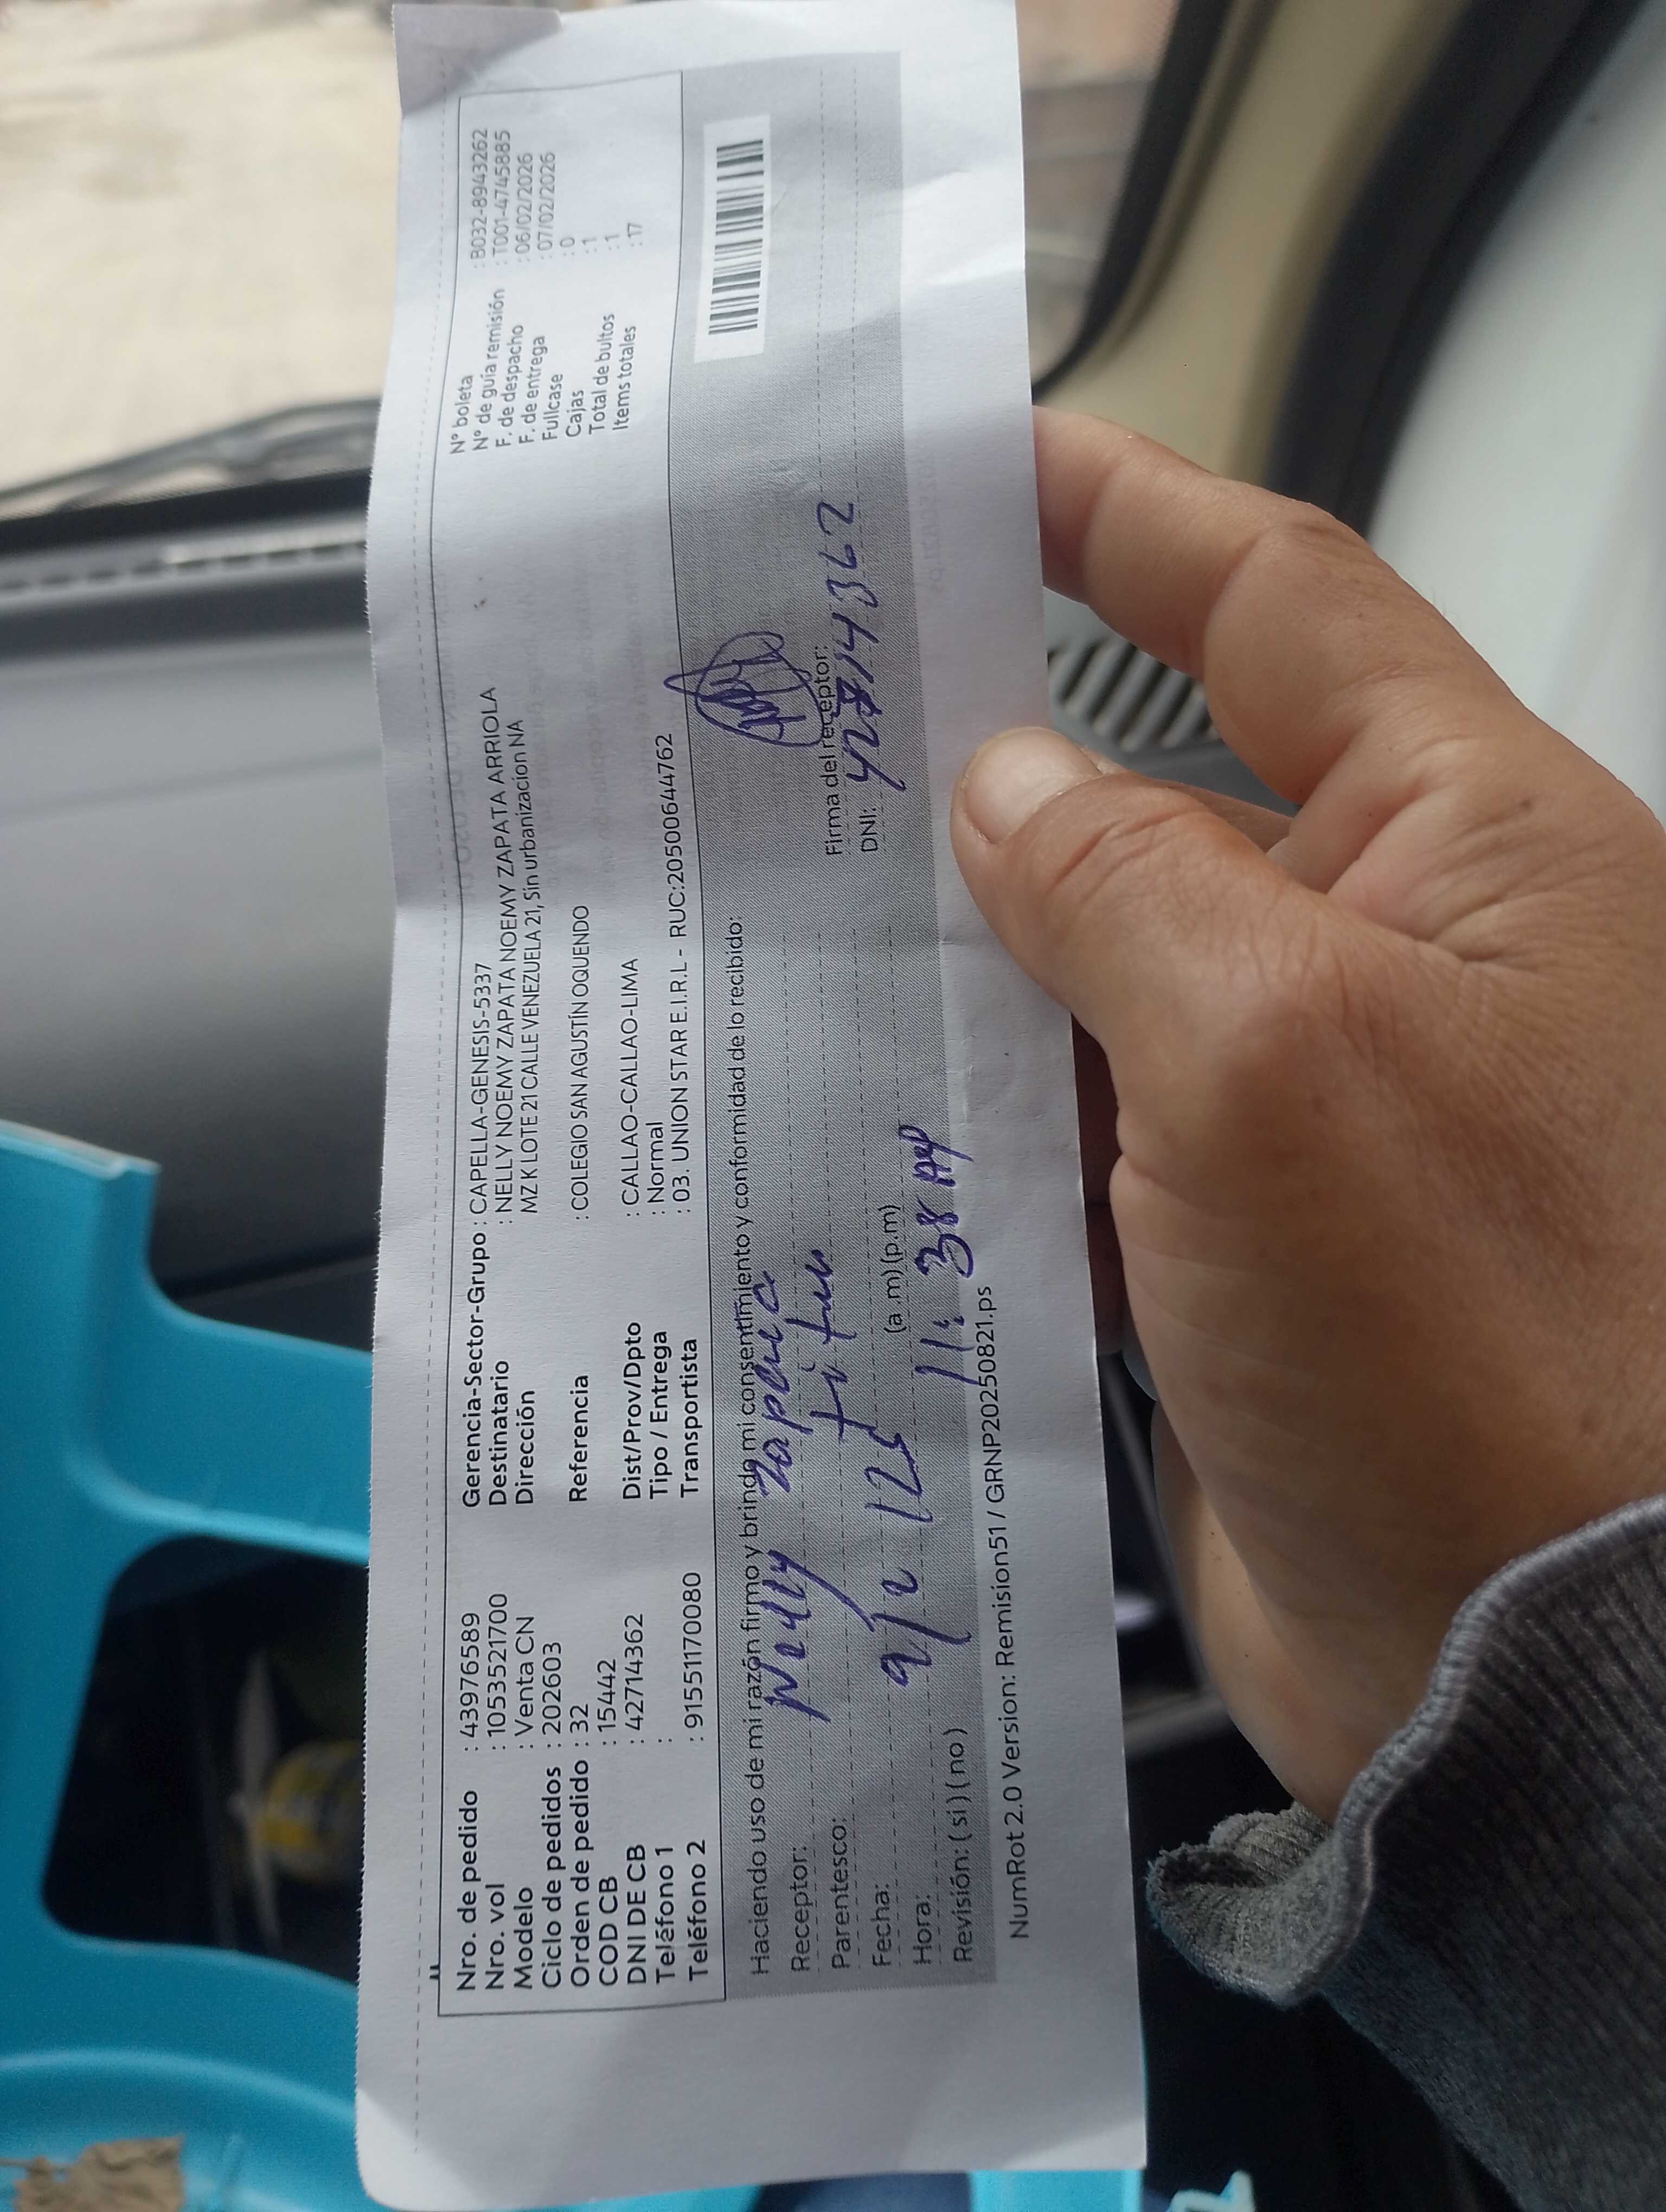 Nro. de pedido : 43976589
Nro. vol : 1053521700
Modelo : Venta CN
Ciclo de pedidos : 202603
Orden de pedido : 32
COD CB : 15442
DNI DE CB : 42714362
Teléfono 1 :
Teléfono 2 : 91551170080
Gerencia-Sector-Grupo : CAPELLA-GENESIS-5337
Destinatario : NELLY NOEMY ZAPATA NOEMY ZAPATA ARRIOLA
Dirección MZ K LOTE 21 CALLE VENEZUELA 21, Sin urbanizacion NA
Referencia : COLEGIO SAN AGUSTÍN OQUENDO
Dist/Prov/Dpto : CALLAO-CALLAO-LIMA
Tipo / Entrega : Normal
Transportista : 03. UNION STAR E.I.R.L - RUC:20500644762
N° boleta : B032-8943262
N° de guía remisión : T001-4745885
F. de despacho : 06/02/2026
F. de entrega : 07/02/2026
Fullcase : 0
Cajas : 1
Total de bultos : 1
Items totales : 17
Haciendo uso de mi razón firmo y brindo mi consentimiento y conformidad de lo recibido:
Receptor: Nelly Zapata
Parentesco: titu
Fecha: 9/2
Hora: (a m) (p.m) 11:38
Revisión: ( si ) ( no )
Firma del receptor:
DNI: 42714362
NumRot 2.0 Version: Remision51 / GRNP20250821.ps